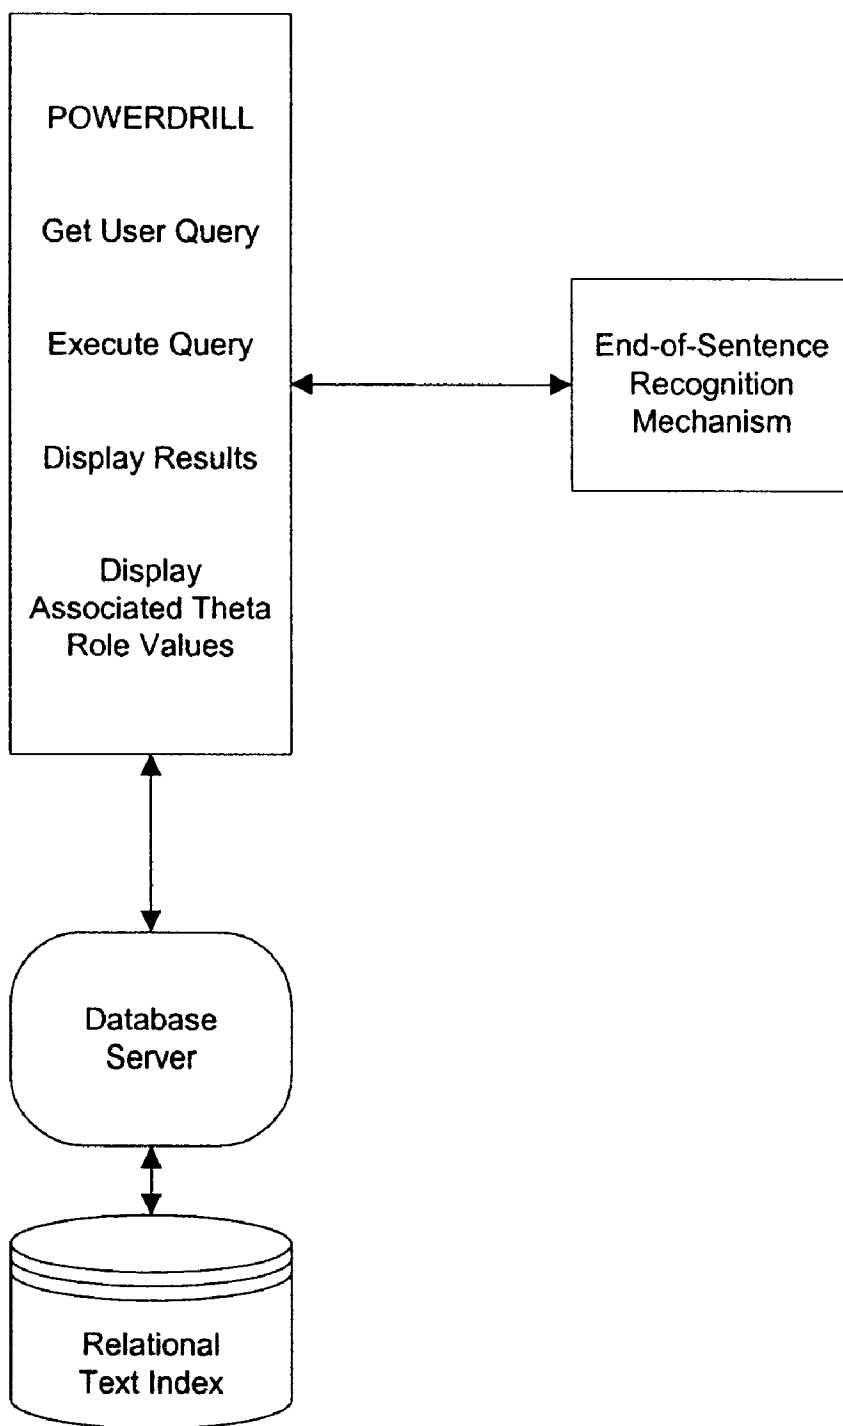 POWERDRILL
Get User Query
Execute Query
Display Results
Display
Associated Theta
Role Values
End-of-Sentence
Recognition
Mechanism
Database
Server
Relational
Text Index